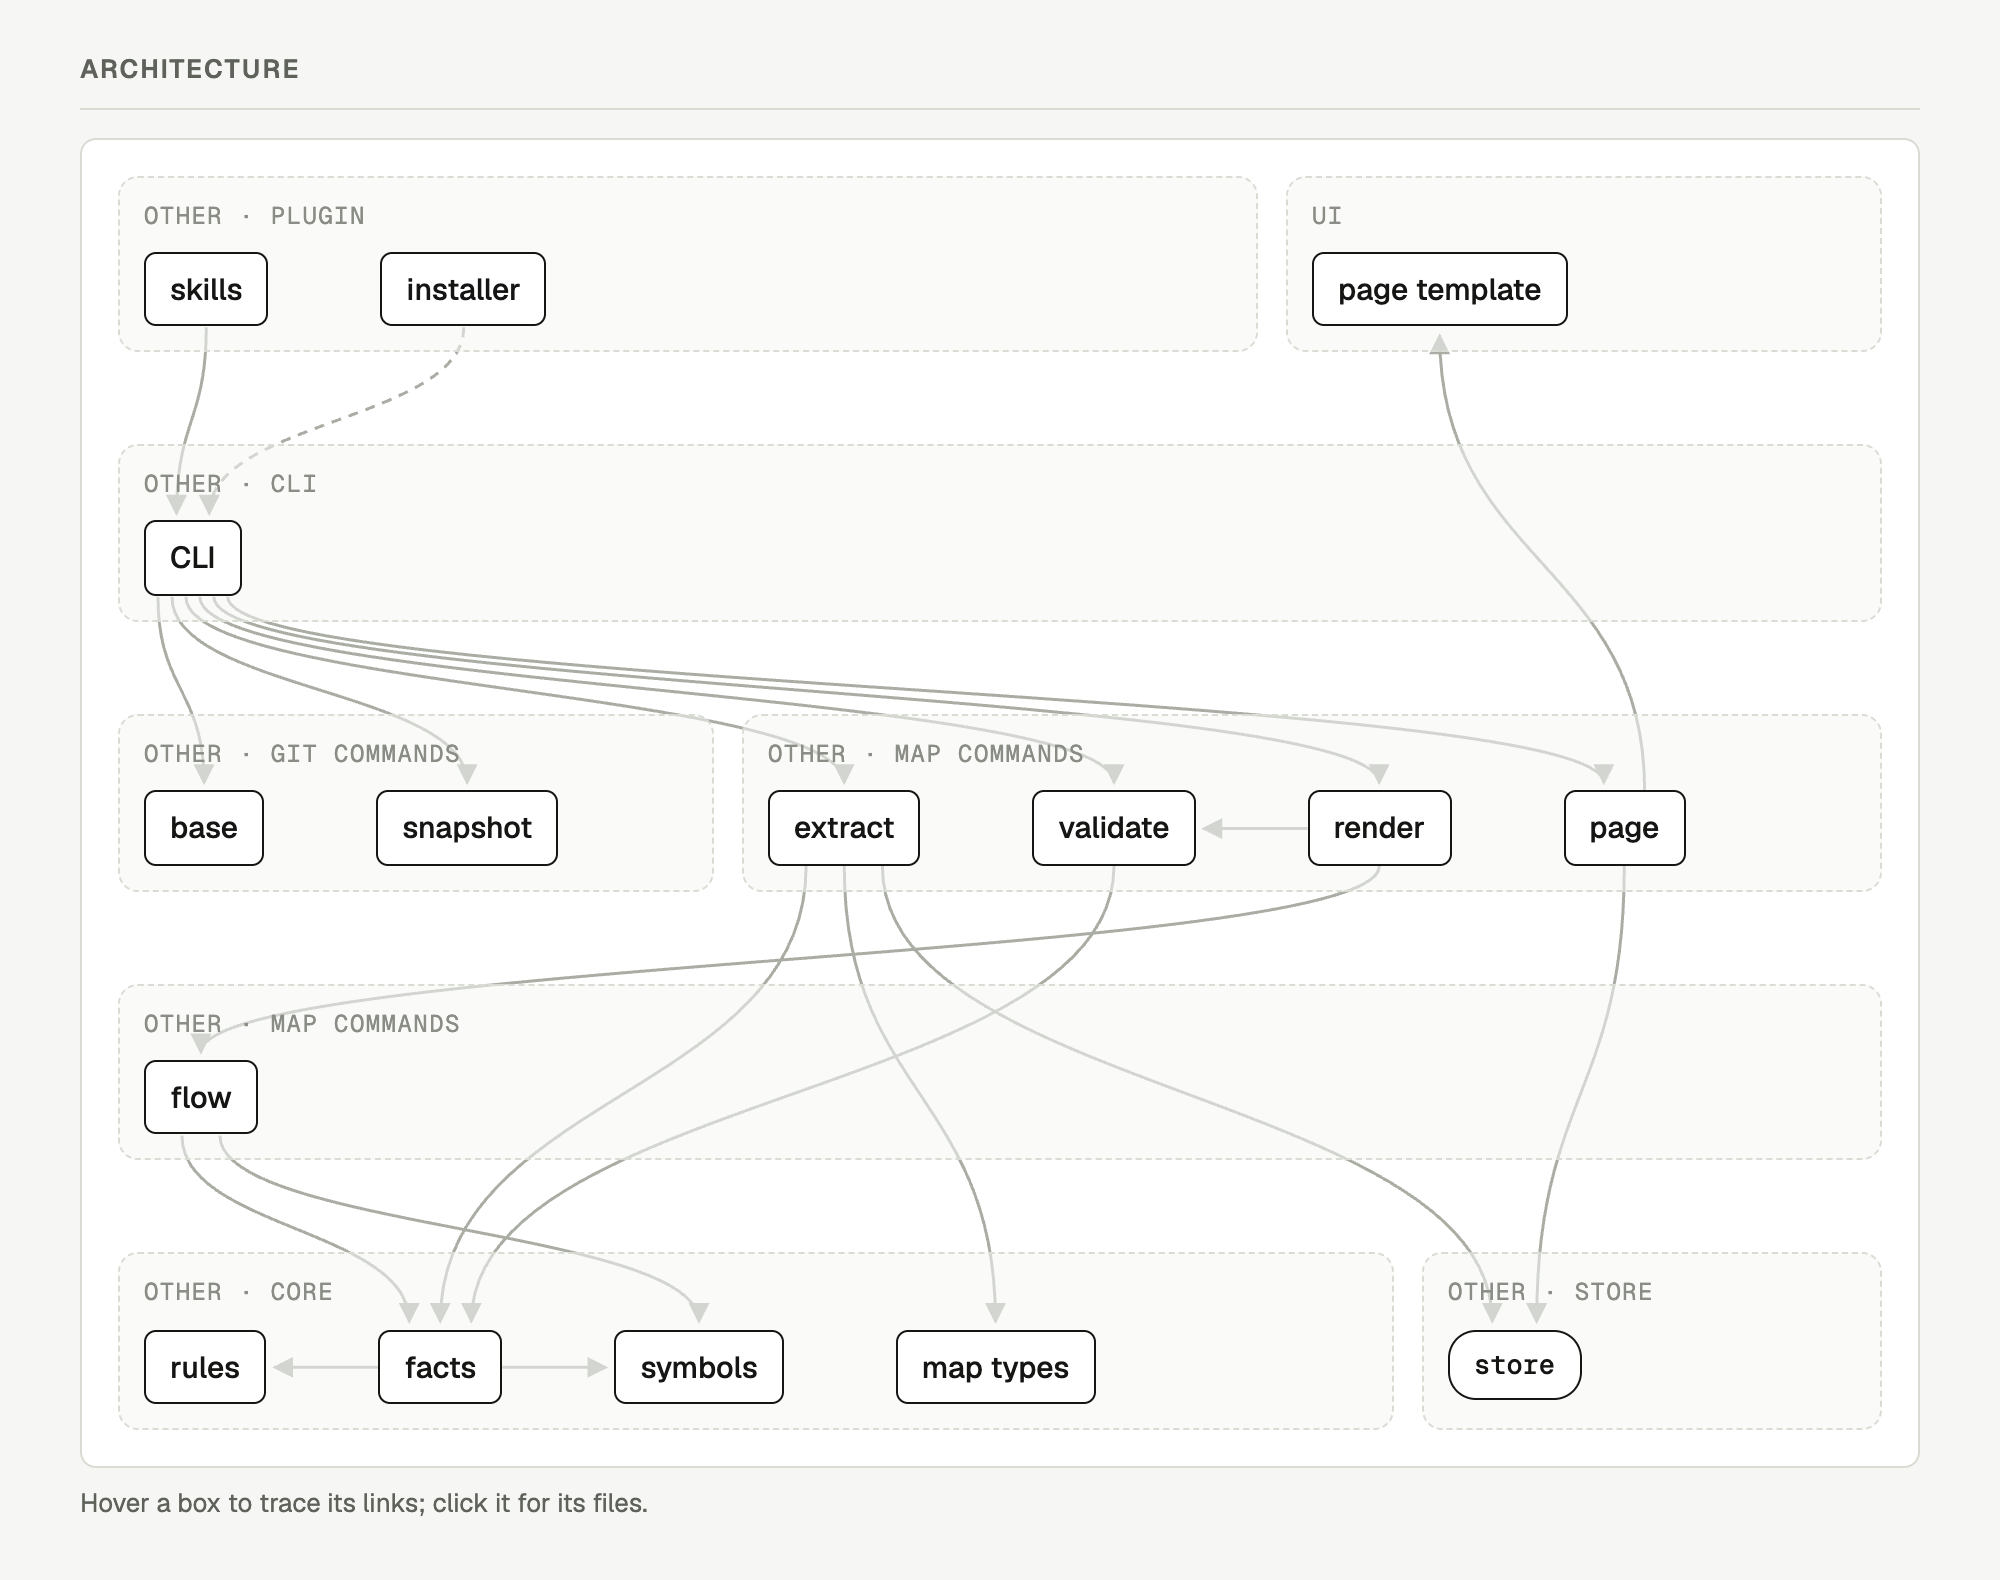 ARCHITECTURE
OTHER · PLUGIN
UI
skills
installer
page template
OTHER · CLI
CLI
OTHER · GIT COMMANDS
OTHER · MAP COMMANDS
base
snapshot
extract
validate
render
page
OTHER · MAP COMMANDS
flow
OTHER · CORE
OTHER · STORE
rules
facts
symbols
map types
store
Hover a box to trace its links; click it for its files.